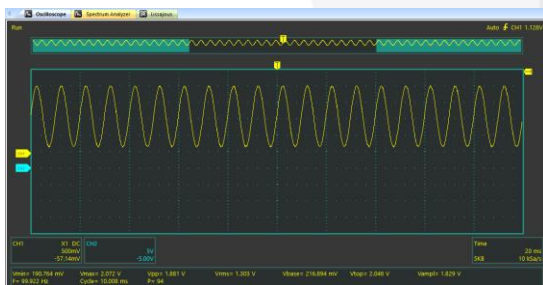 Oscilloscope Spectrum Analyzer Lissajous
Run Auto CH1 1.128V
T
T
CH1 X1 DC CH2 Time
500mV 5V 20 ms
-57.14mV -5.00V 5KB 10 kSa/s
Vmin= 190.764 mV Vmax= 2.072 V Vpp= 1.881 V Vrms= 1.303 V Vbase= 216.894 mV Vtop= 2.046 V Vampl= 1.829 V
F= 99.922 Hz Cycle= 10.008 ms P= 94